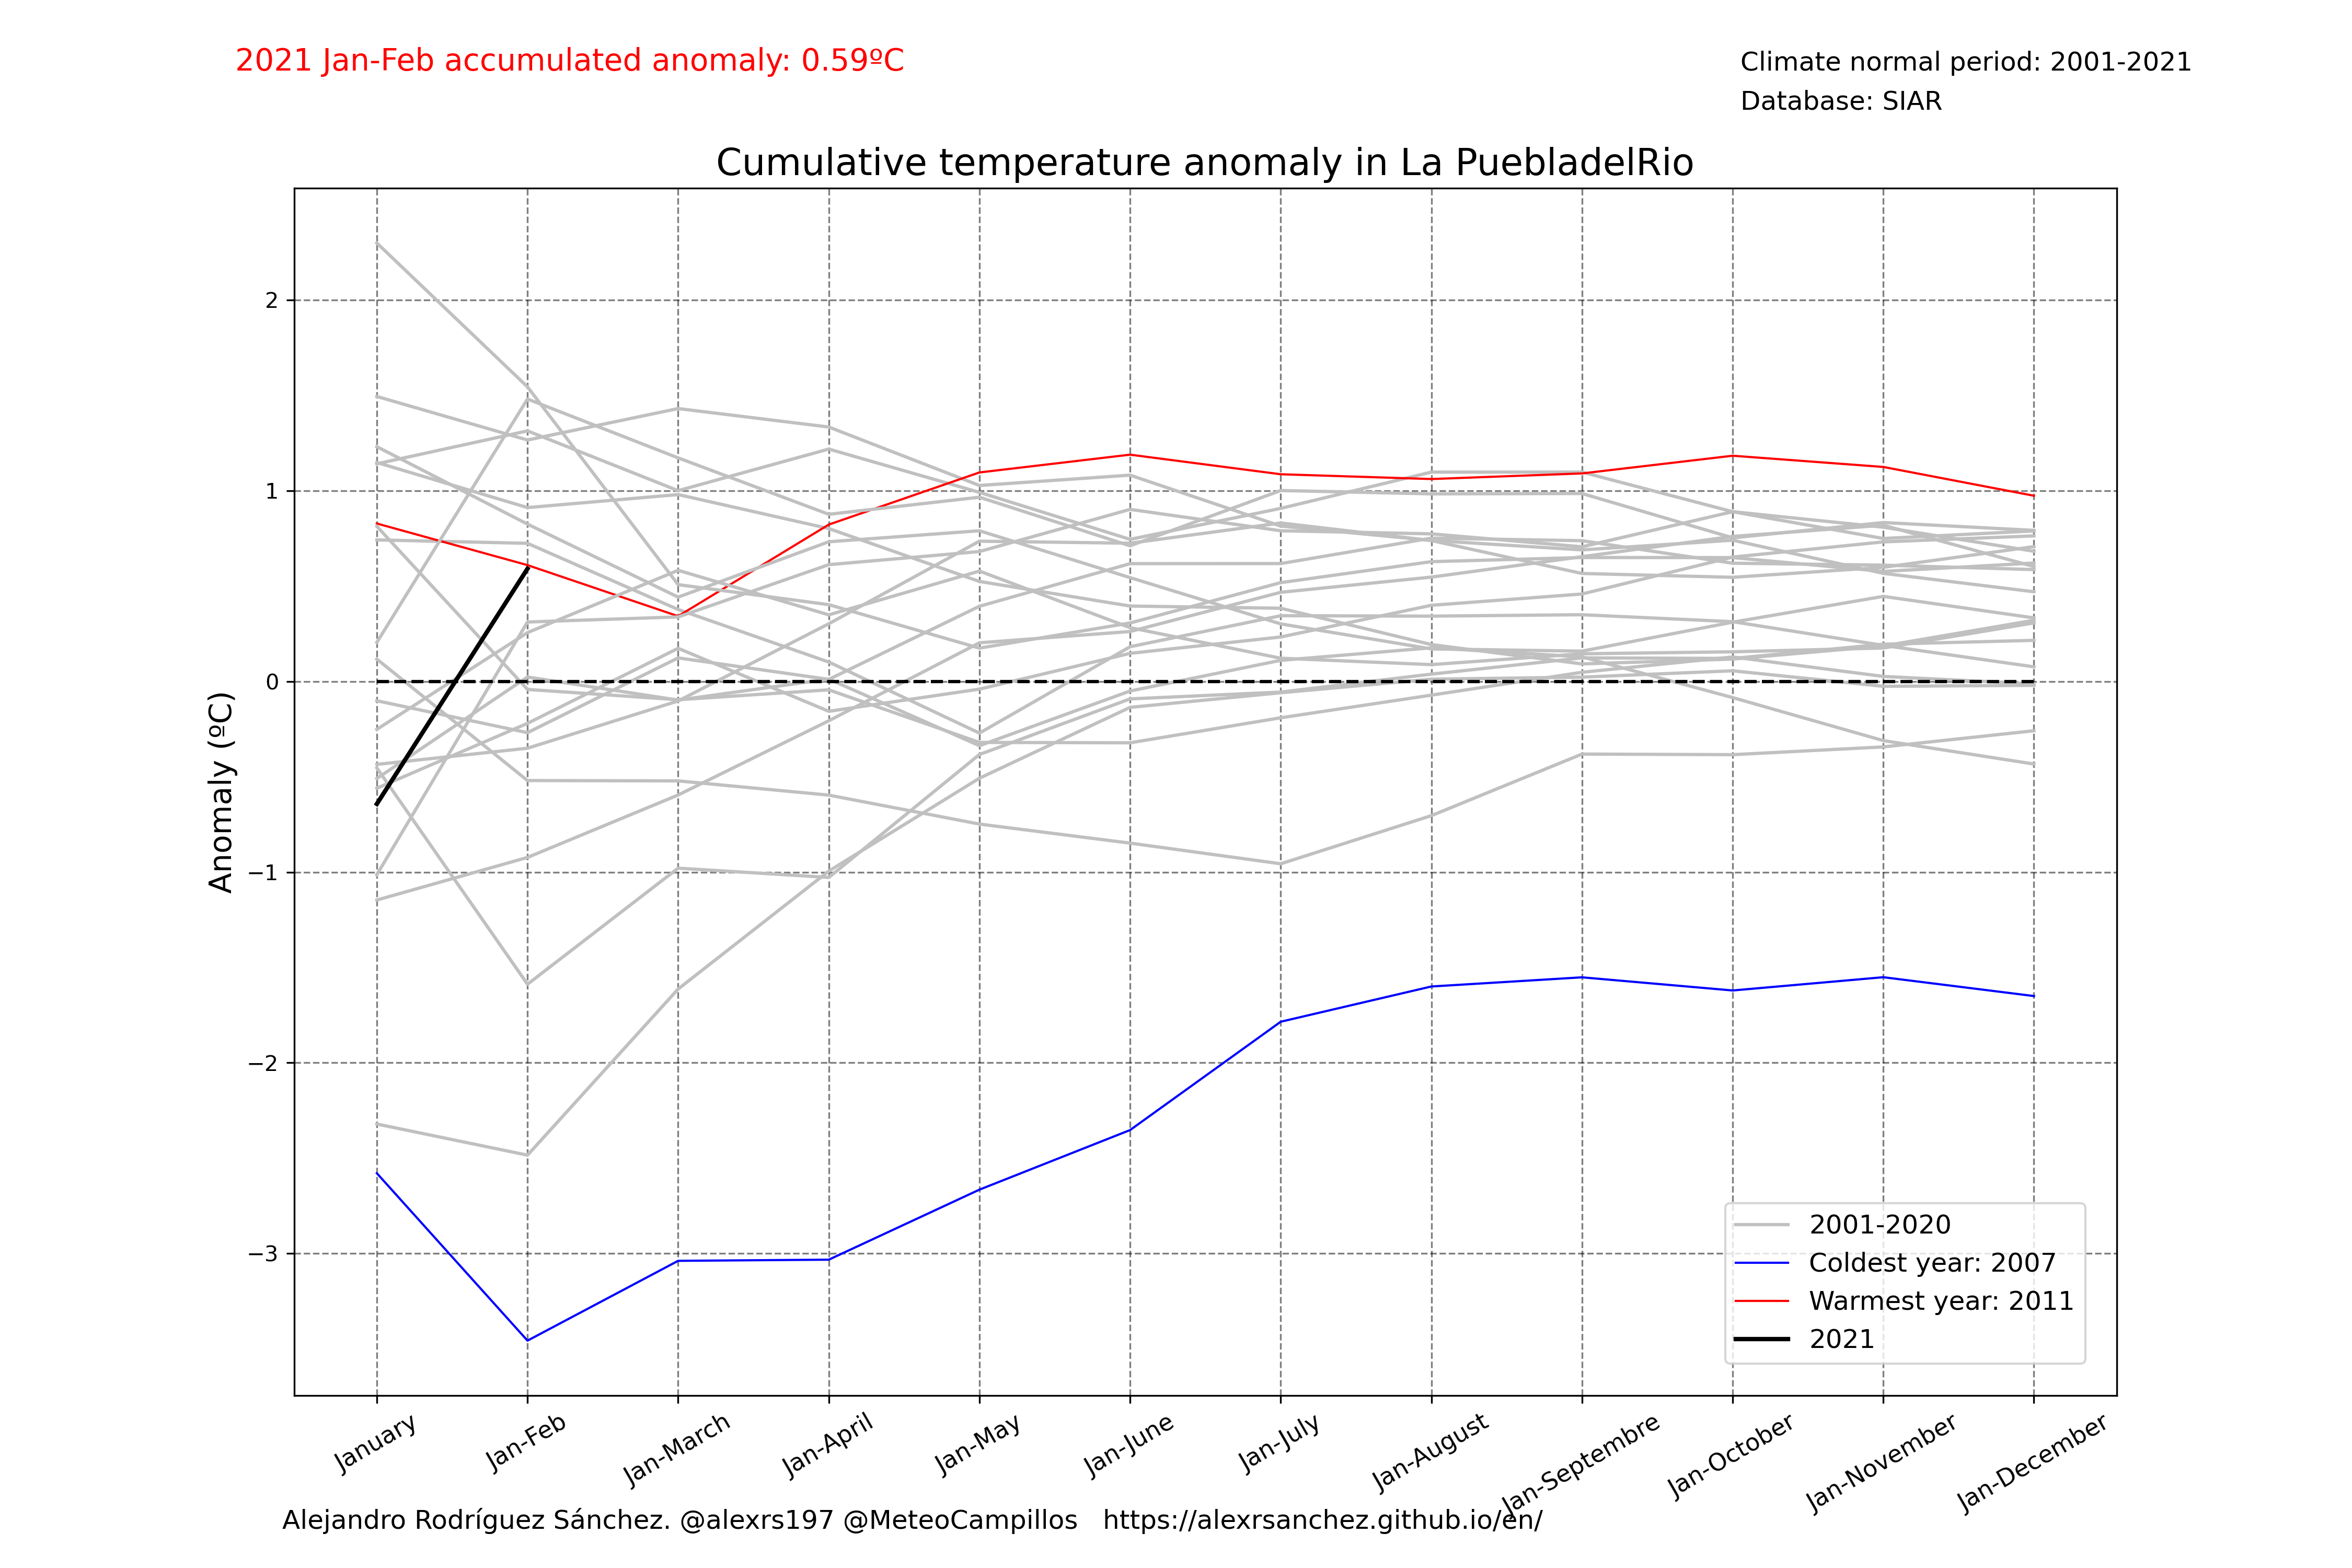 2021 Jan-Feb accumulated anomaly: 0.59ºC
Climate normal period: 2001-2021
Database: SIAR
Cumulative temperature anomaly in La PuebladelRio
Anomaly (ºC)
2
1
0
−1
−2
−3
2001-2020
Coldest year: 2007
Warmest year: 2011
2021
January
Jan-Feb
Jan-March
Jan-April
Jan-May
Jan-June
Jan-July
Jan-August
Jan-Septembre
Jan-October
Jan-November
Jan-December
Alejandro Rodríguez Sánchez. @alexrs197 @MeteoCampillos https://alexrsanchez.github.io/en/